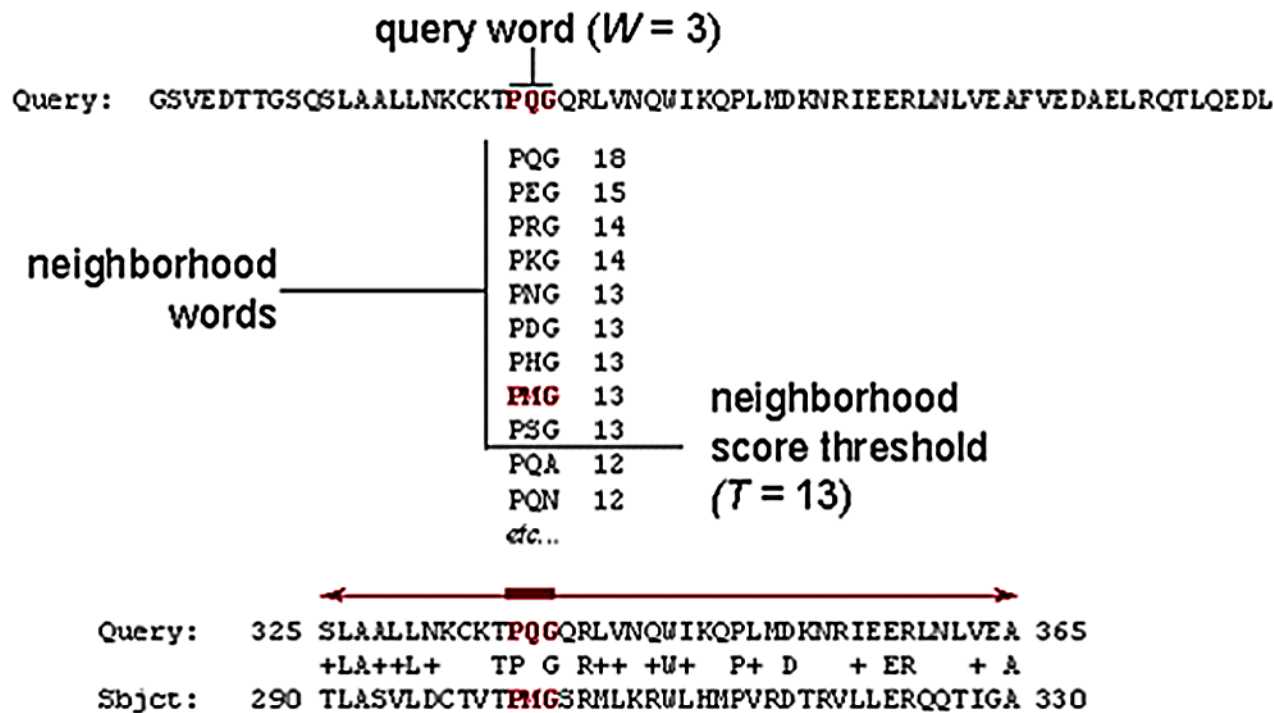 query word (W = 3)
Query: GSVEDTTGSQSLAALLNKCKTPQGQRLVNQWIKQPLMDKNRIEERLNLVEAFVEDAELRQTLQEDL
PQG 18
PEG 15
PRG 14
PKG 14
PNG 13
PDG 13
PHG 13
PMG 13
PSG 13
PQA 12
PQN 12
etc...
neighborhood
words
neighborhood
score threshold
(T = 13)
Query: 325 SLAALLNKCKTPQGQRLVNQWIKQPLMDKNRIEERLNLVEA 365
+LA++L+ TP G R++ +W+ P+ D + ER + A
Sbjct: 290 TLASVLDCTVTPMGSRMLKRWLHMPVRDTRVLLERQQTIGA 330